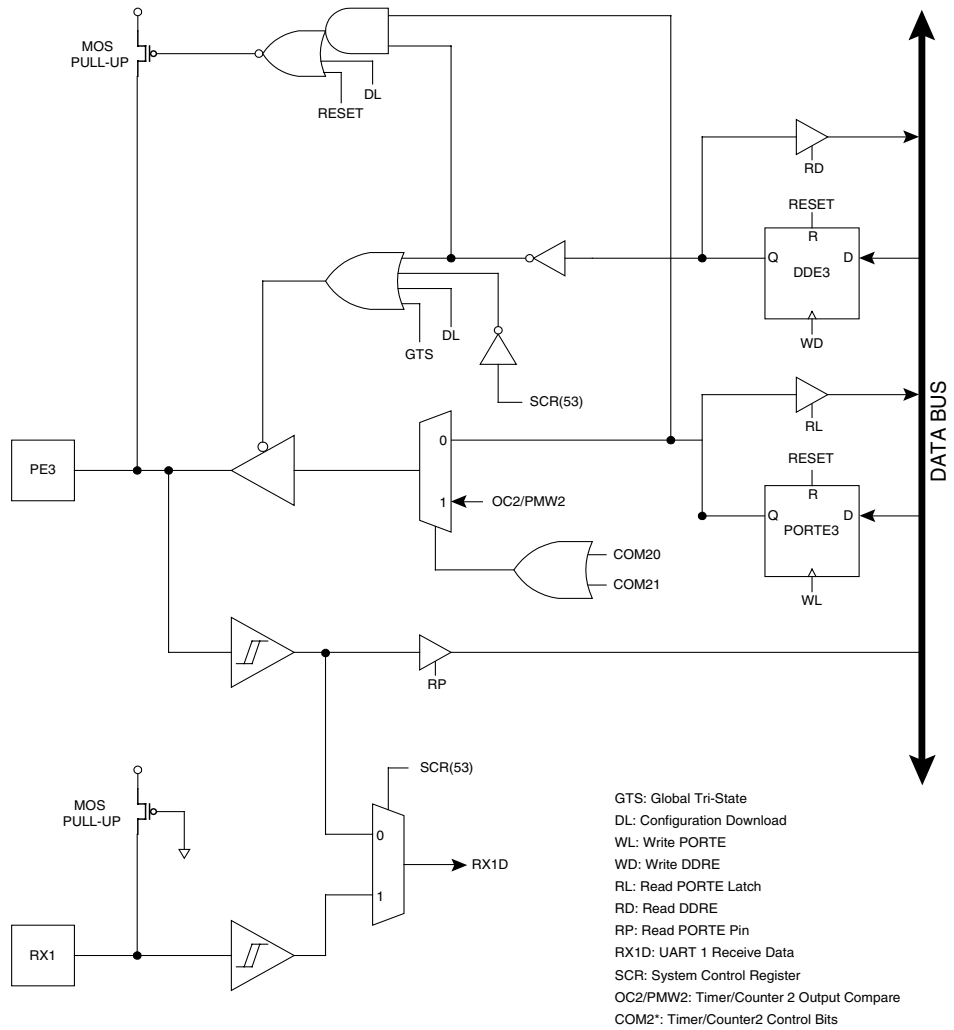 MOS
PULL-UP
DL
RESET
RD
RESET
R
Q
D
DDE3
WD
DL
GTS
SCR(53)
RL
DATA BUS
0
PE3
RESET
R
1
OC2/PMW2
Q
D
PORTE3
COM20
COM21
WL
RP
SCR(53)
MOS
PULL-UP
0
RX1D
1
RX1
GTS: Global Tri-State
DL: Configuration Download
WL: Write PORTE
WD: Write DDRE
RL: Read PORTE Latch
RD: Read DDRE
RP: Read PORTE Pin
RX1D: UART 1 Receive Data
SCR: System Control Register
OC2/PMW2: Timer/Counter 2 Output Compare
COM2*: Timer/Counter2 Control Bits